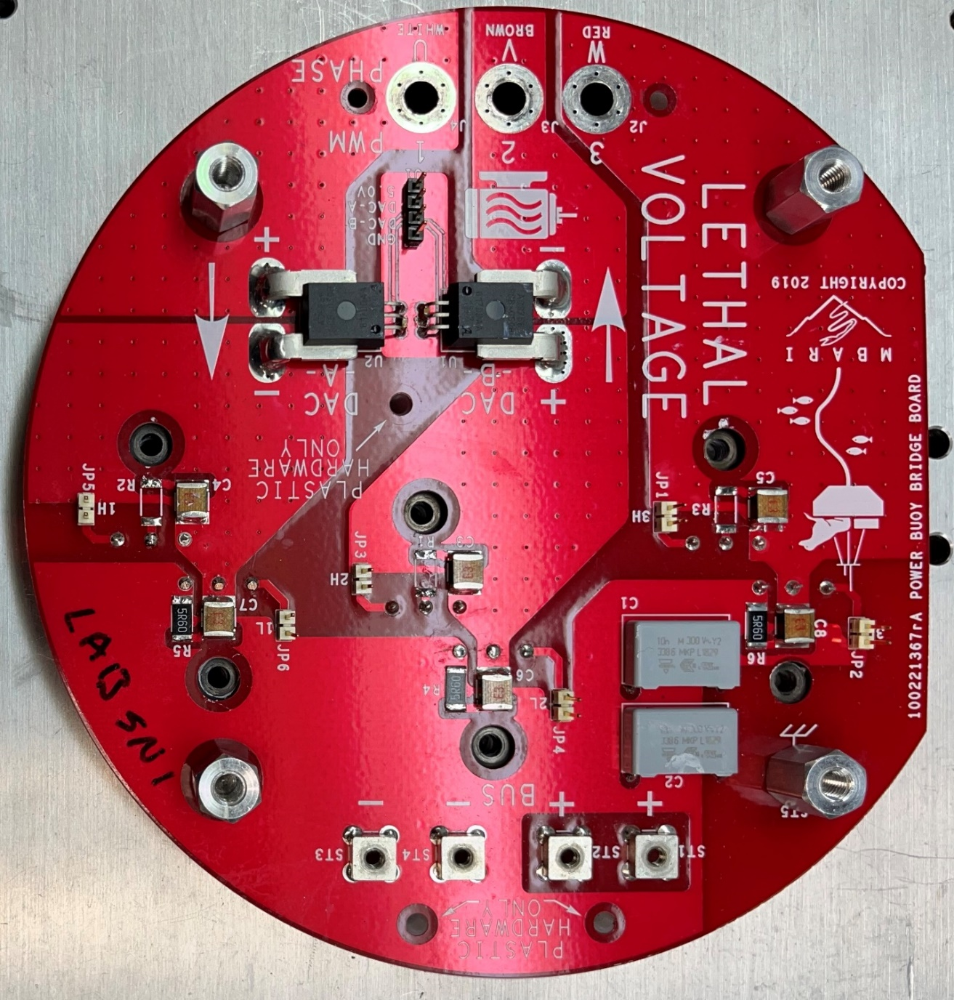 WHITE
BROWN
RED
U
V
W
PHASE
J4
J3
J2
PWM
1
2
3
J1
5.0V
DAC-A
DAC-B
GND
LETHAL
VOLTAGE
+
-
COPYRIGHT 2019
MBARI
U2
U1
-A-
-B-
DAC
DAC
-
+
PLASTIC
HARDWARE
ONLY
JP5
1H
R2
C4
JP1
3H
R3
C5
JP3
2H
R1
C3
5R60
R5
C7
1L
JP6
C1
10n M 300V~Y2
3386 MKP L1829
5R60
R6
C8
JP2
5R60
R4
C6
2L
JP4
3386 MKP L1829
C2
LAB SN1
BUS
-
-
+
+
ST3
ST4
ST2
ST1
ST5
PLASTIC
HARDWARE
ONLY
100221367rA POWER BUOY BRIDGE BOARD